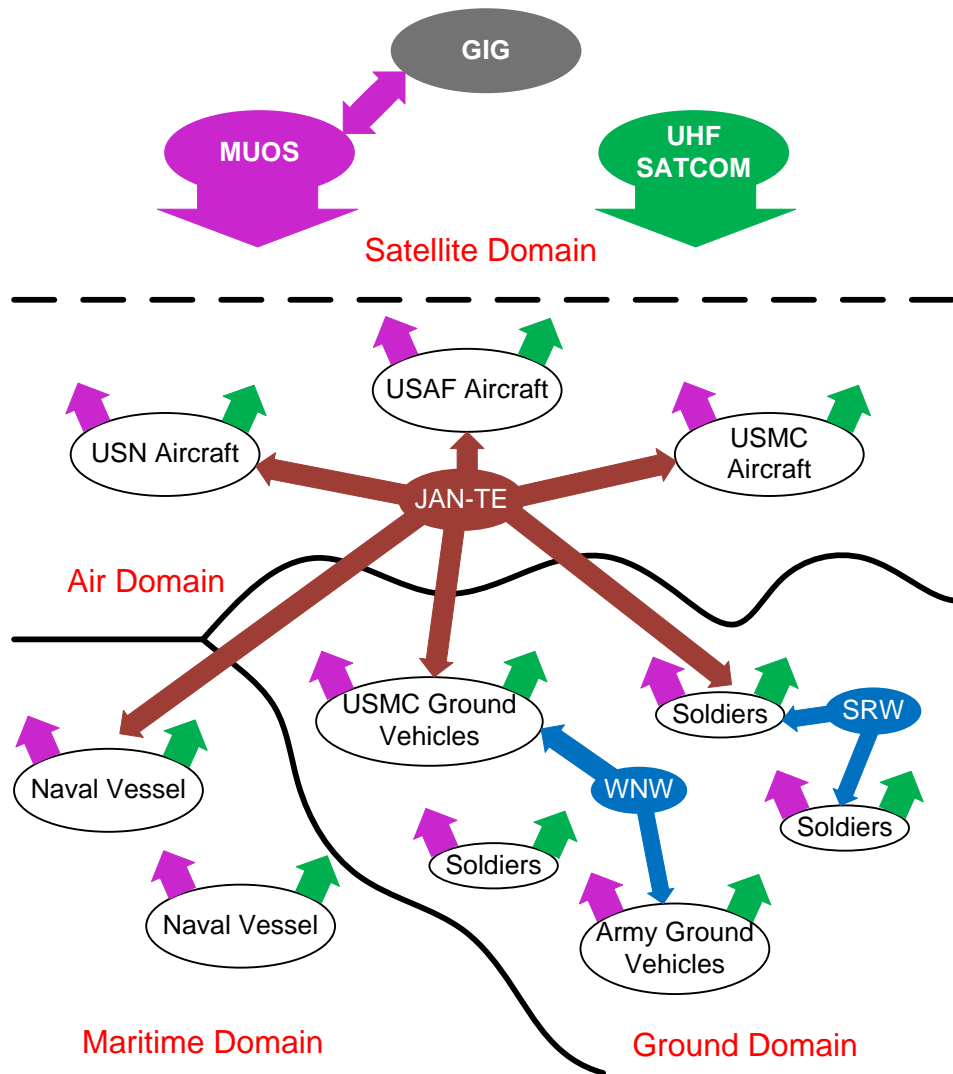 GIG
MUOS
UHF
SATCOM
Satellite Domain
USAF Aircraft
USN Aircraft
USMC
Aircraft
JAN-TE
Air Domain
USMC Ground
Vehicles
Soldiers
SRW
Naval Vessel
WNW
Soldiers
Soldiers
Naval Vessel
Army Ground
Vehicles
Maritime Domain
Ground Domain